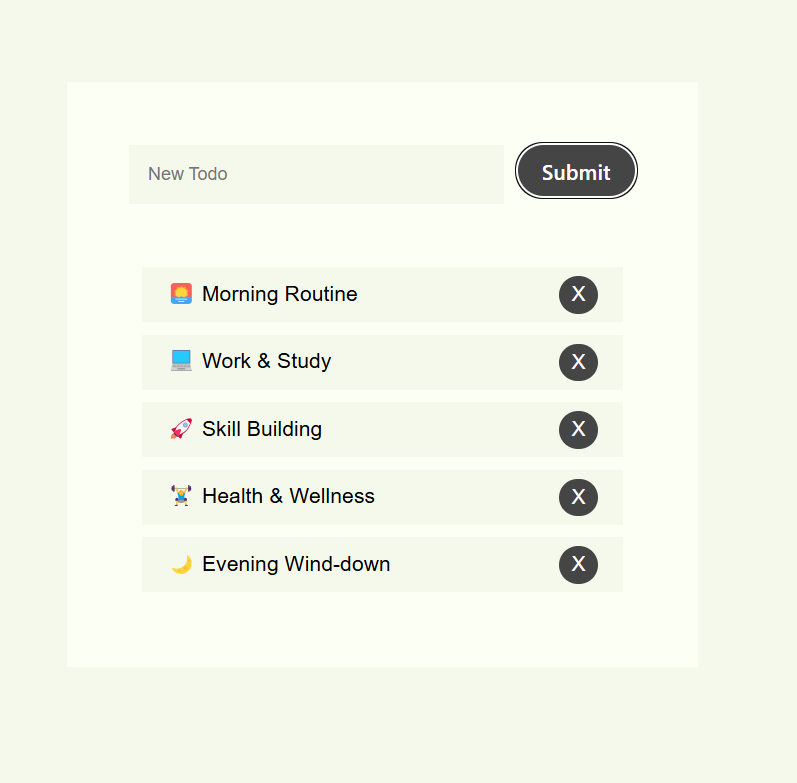 New Todo
Submit
🌅 Morning Routine X
💻 Work & Study X
🚀 Skill Building X
🏋️ Health & Wellness X
🌙 Evening Wind-down X